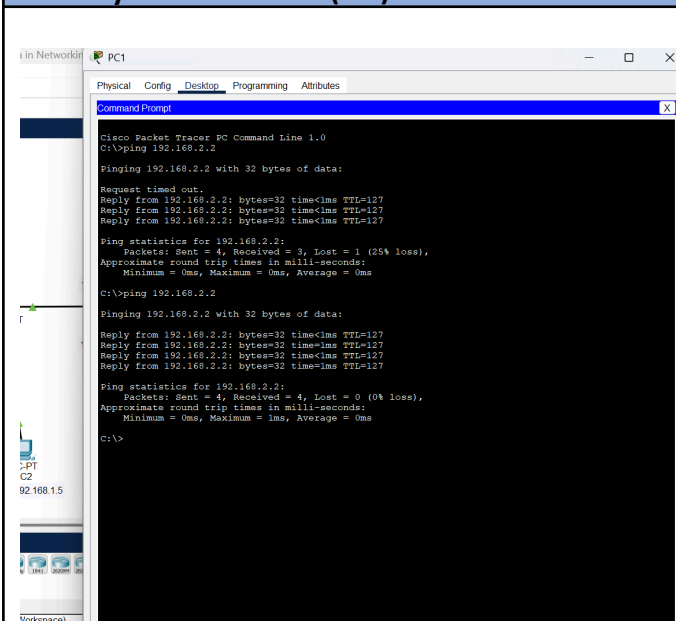 a in Networkin
PC1
Physical Config Desktop Programming Attributes
Command Prompt
X
Cisco Packet Tracer PC Command Line 1.0
C:\>ping 192.168.2.2
Pinging 192.168.2.2 with 32 bytes of data:
Request timed out.
Reply from 192.168.2.2: bytes=32 time<1ms TTL=127
Reply from 192.168.2.2: bytes=32 time<1ms TTL=127
Reply from 192.168.2.2: bytes=32 time<1ms TTL=127
Ping statistics for 192.168.2.2:
Packets: Sent = 4, Received = 3, Lost = 1 (25% loss),
Approximate round trip times in milli-seconds:
Minimum = 0ms, Maximum = 0ms, Average = 0ms
C:\>ping 192.168.2.2
Pinging 192.168.2.2 with 32 bytes of data:
Reply from 192.168.2.2: bytes=32 time<1ms TTL=127
Reply from 192.168.2.2: bytes=32 time=1ms TTL=127
Reply from 192.168.2.2: bytes=32 time<1ms TTL=127
Reply from 192.168.2.2: bytes=32 time=1ms TTL=127
Ping statistics for 192.168.2.2:
Packets: Sent = 4, Received = 4, Lost = 0 (0% loss),
Approximate round trip times in milli-seconds:
Minimum = 0ms, Maximum = 1ms, Average = 0ms
C:\>
C-PT
C2
92.168.1.5
1841 2620XM 262
Workspace)